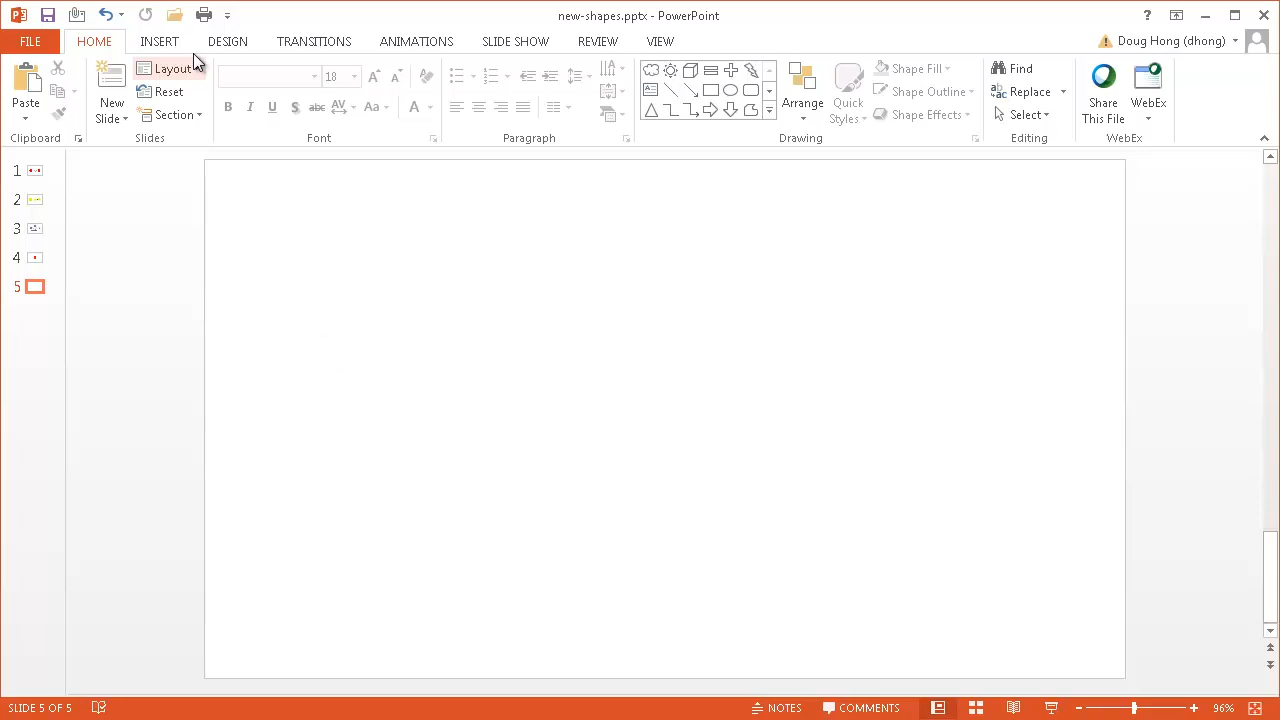 new-shapes.pptx - PowerPoint
FILE HOME INSERT DESIGN TRANSITIONS ANIMATIONS SLIDE SHOW REVIEW VIEW Doug Hong (dhong)
Paste
Clipboard
New Slide
Layout
Reset
Section
Slides
18
B I U S abc AV Aa A
Font
Paragraph
Arrange
Quick Styles
Shape Fill
Shape Outline
Shape Effects
Drawing
Find
Replace
Select
Editing
Share This File
WebEx
WebEx
1
2
3
4
5
SLIDE 5 OF 5 NOTES COMMENTS 96%